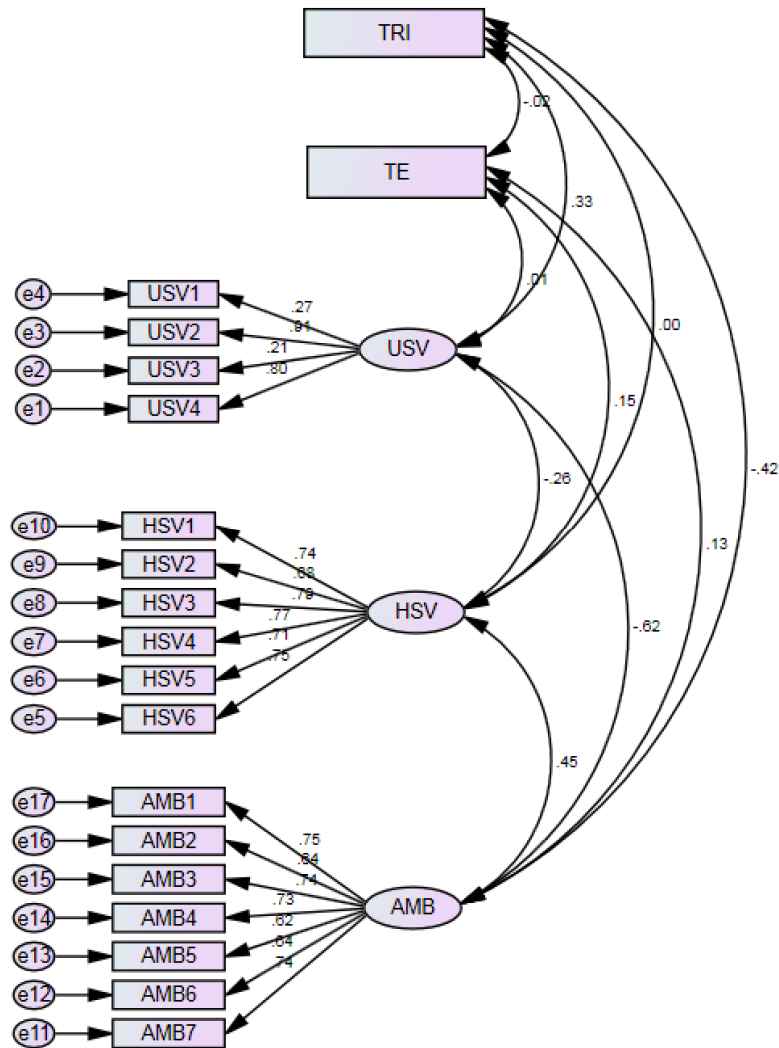 TRI
-.02
TE
.33
.01
e4 USV1
.27
e3 USV2
.91
USV
.00
e2 USV3
.21
.80
e1 USV4
.15
-.42
-.26
e10 HSV1
.13
.74
e9 HSV2
.68
e8 HSV3
.79
HSV
.77
-.62
e7 HSV4
.71
.75
e6 HSV5
e5 HSV6
.45
e17 AMB1
.75
e16 AMB2
.64
e15 AMB3
.74
.73
AMB
e14 AMB4
.62
.64
e13 AMB5
.74
e12 AMB6
e11 AMB7